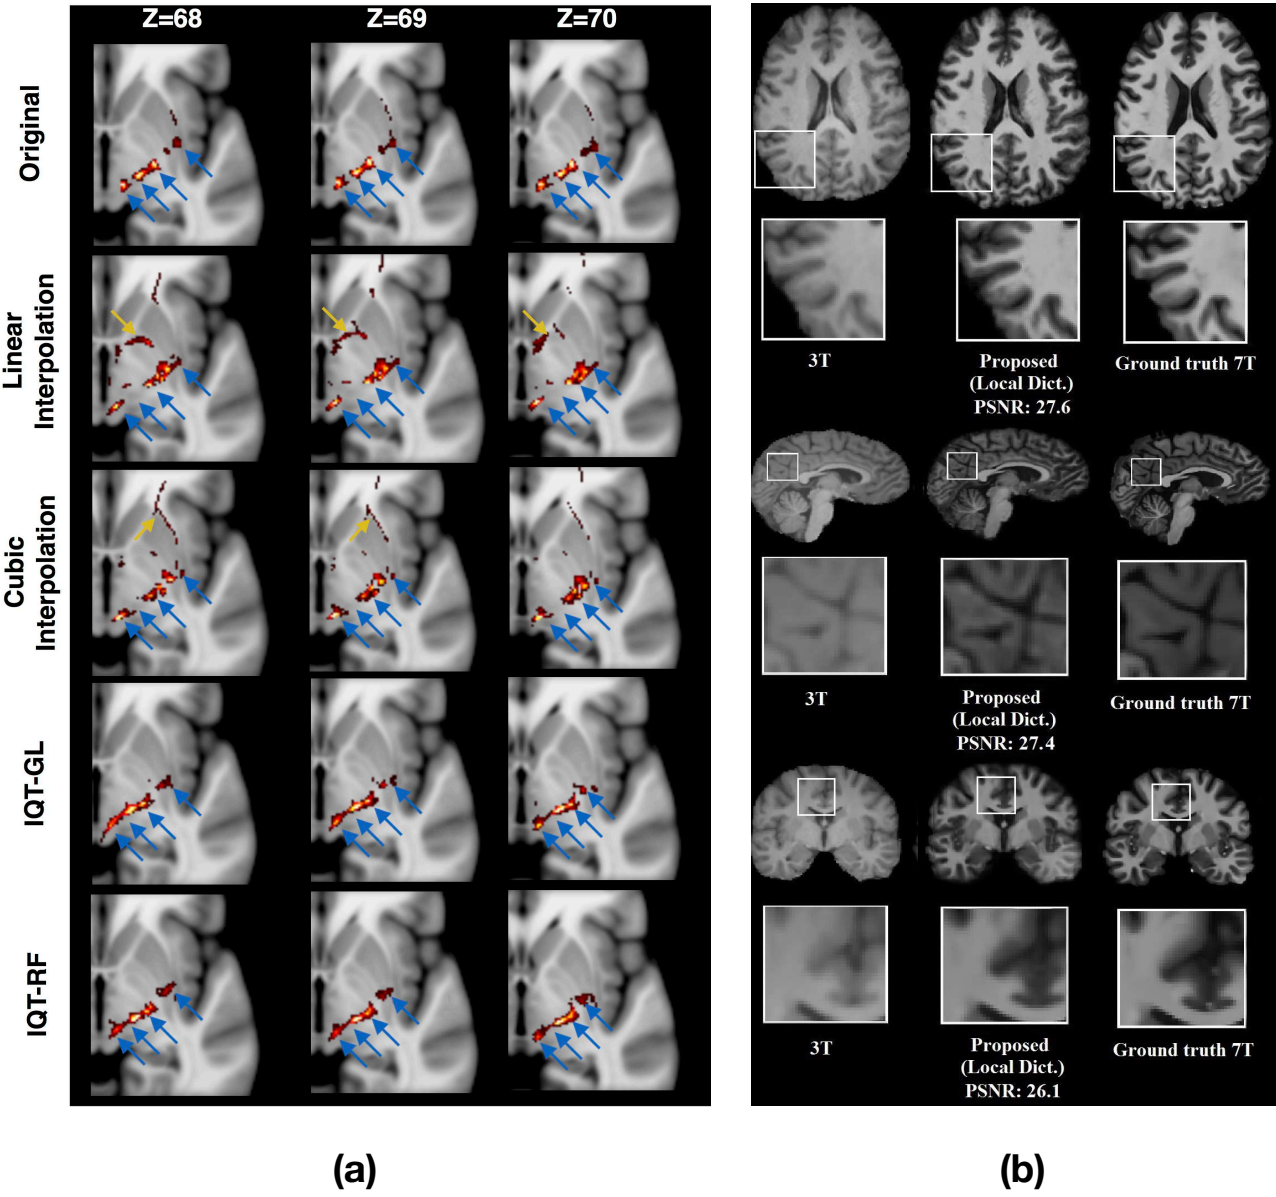 Z=68
Z=69
Z=70
Original
Linear
Interpolation
Cubic
Interpolation
IQT-GL
IQT-RF
(a)
3T
Proposed
(Local Dict.)
PSNR: 27.6
Ground truth 7T
3T
Proposed
(Local Dict.)
PSNR: 27.4
Ground truth 7T
3T
Proposed
(Local Dict.)
PSNR: 26.1
Ground truth 7T
(b)